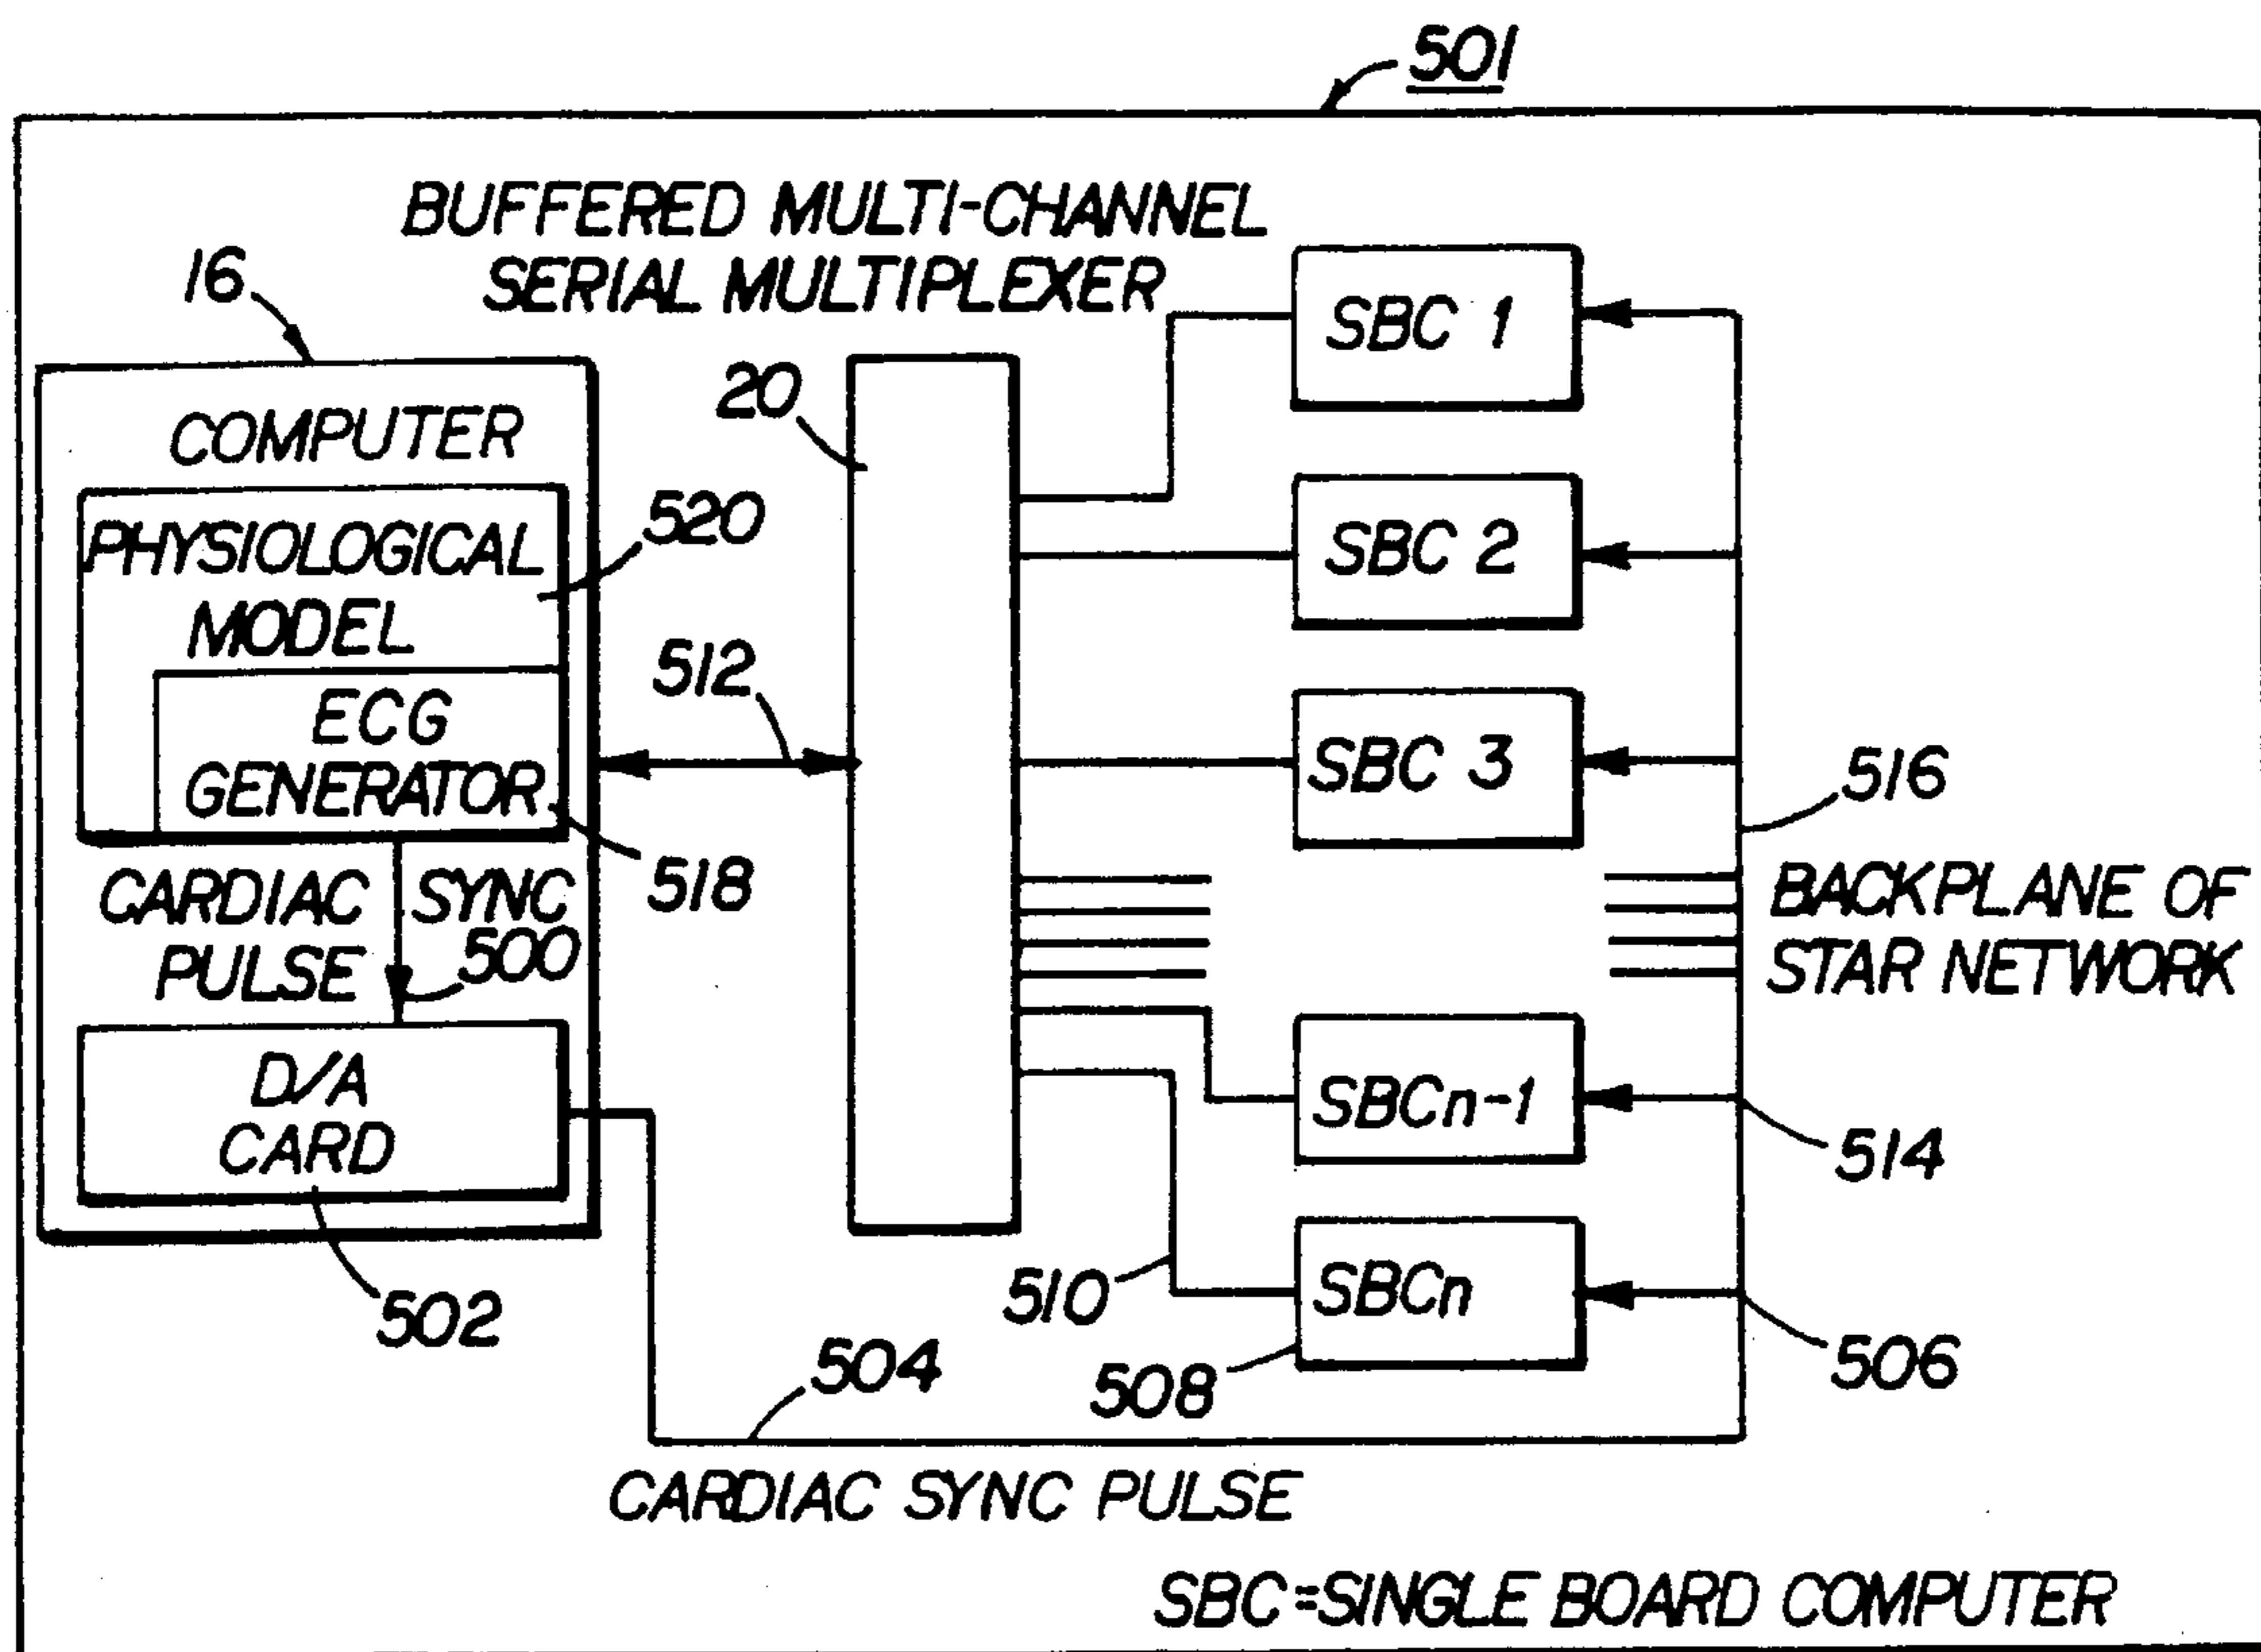 501
BUFFERED MULTI-CHANNEL
SERIAL MULTIPLEXER
16
20
COMPUTER
PHYSIOLOGICAL
MODEL
520
ECG
GENERATOR
518
512
CARDIAC SYNC
PULSE 500
D/A
CARD
502
SBC 1
SBC 2
SBC 3
516
BACKPLANE OF
STAR NETWORK
SBCn-1
514
510
SBCn
508
506
504
CARDIAC SYNC PULSE
SBC=SINGLE BOARD COMPUTER